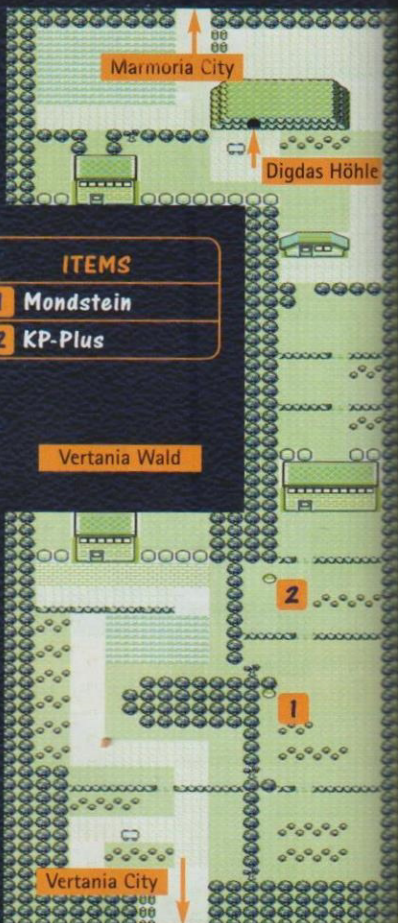 Marmoria City
Digdas Höhle
ITEMS
1 Mondstein
2 KP-Plus
Vertania Wald
2
1
Vertania City